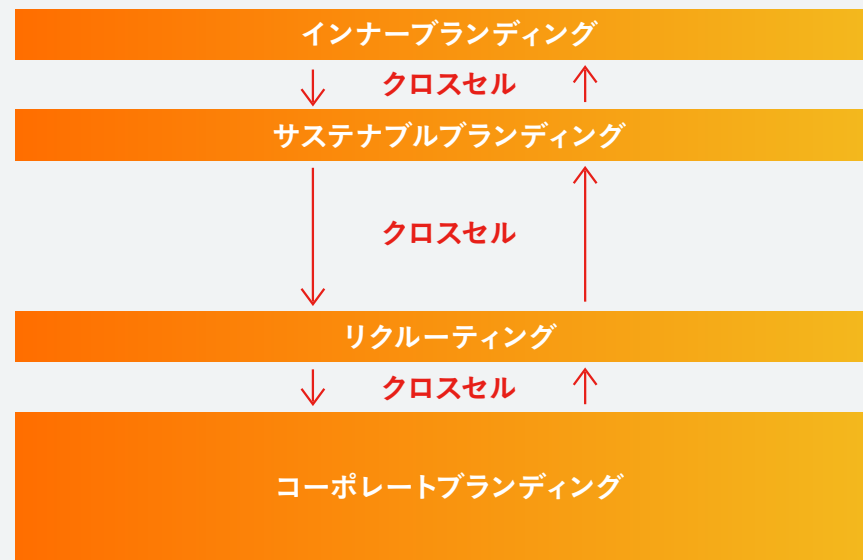 インナーブランディング
クロスセル
サステナブルブランディング
クロスセル
リクルーティング
クロスセル
コーポレートブランディング